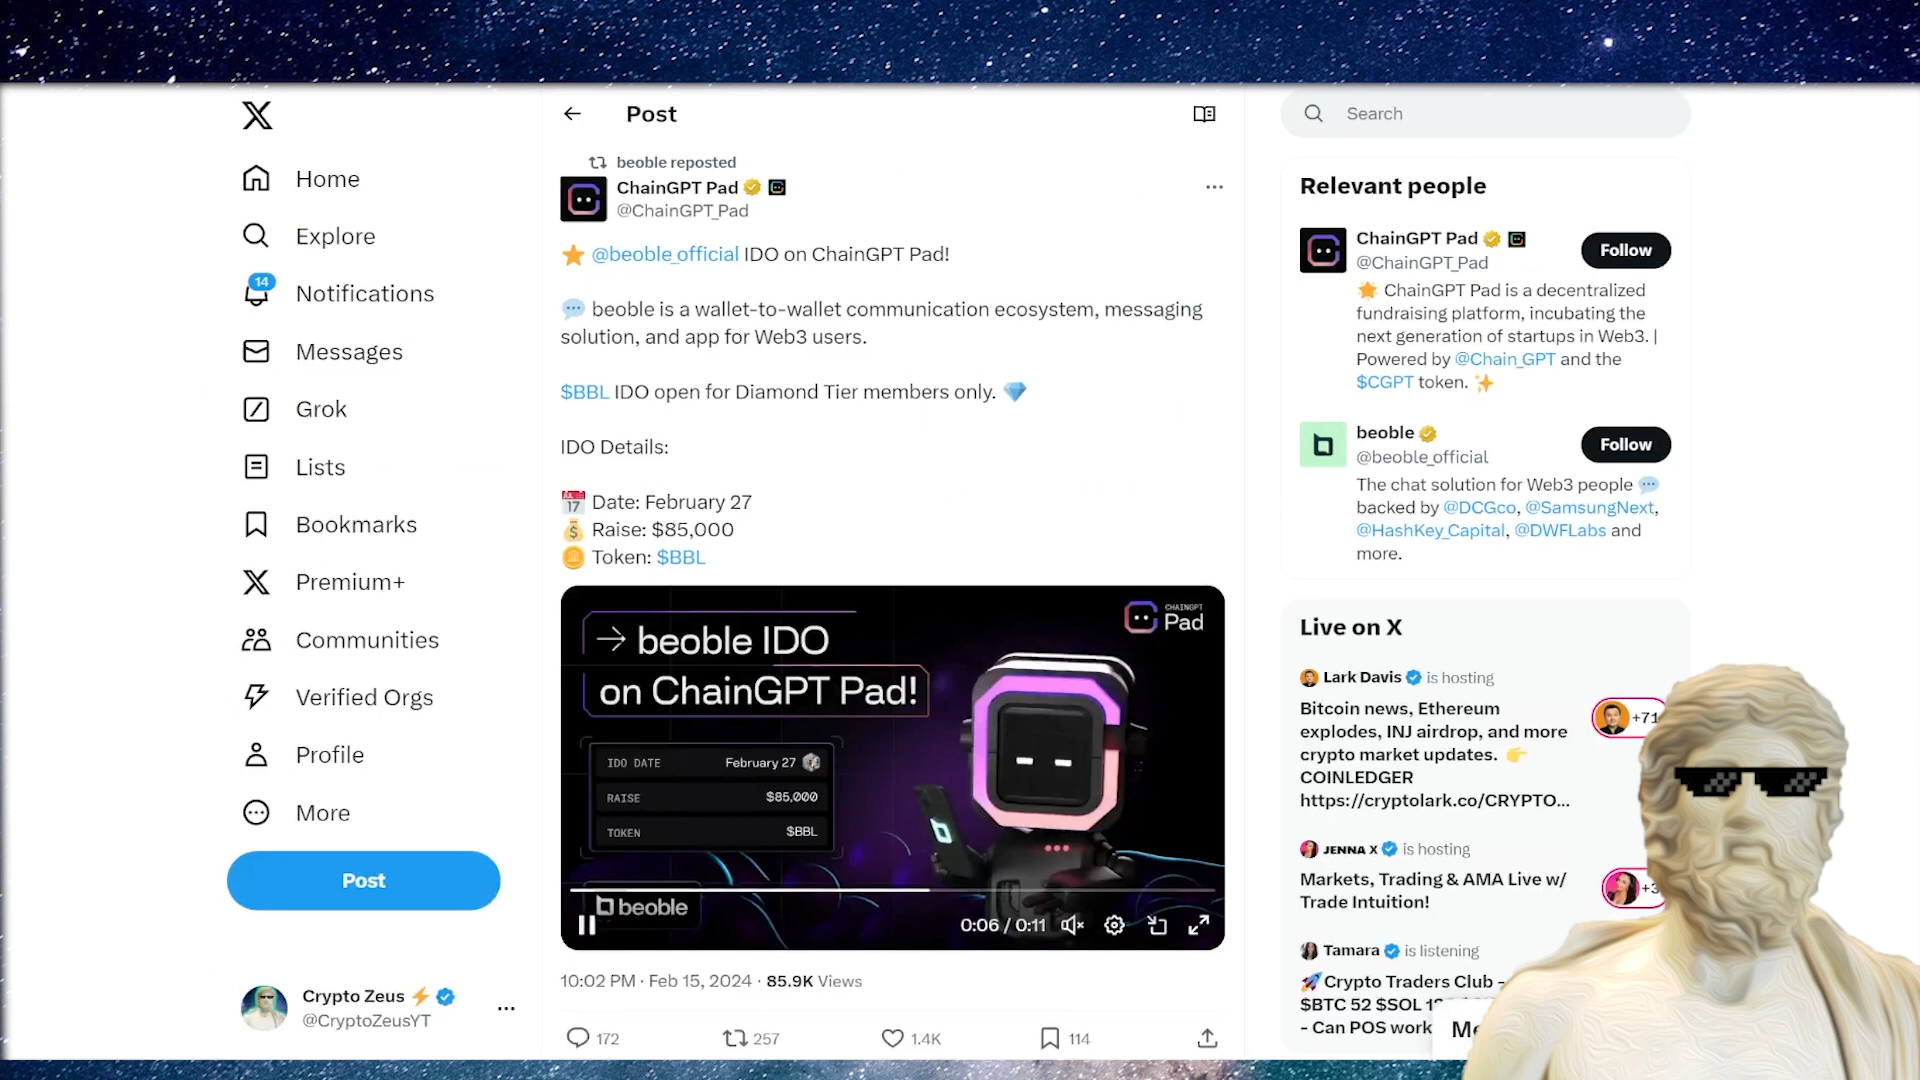 Home
Explore
14
Notifications
Messages
Grok
Lists
Bookmarks
Premium+
Communities
Verified Orgs
Profile
More
Post
Crypto Zeus
@CryptoZeusYT
Post
beoble reposted
ChainGPT Pad
@ChainGPT_Pad
@beoble_official IDO on ChainGPT Pad!
beoble is a wallet-to-wallet communication ecosystem, messaging
solution, and app for Web3 users.
$BBL IDO open for Diamond Tier members only.
IDO Details:
Date: February 27
Raise: $85,000
Token: $BBL
CHAINGPT
Pad
→ beoble IDO
on ChainGPT Pad!
IDO DATE February 27
RAISE $85,000
TOKEN $BBL
beoble
0:06 / 0:11
10:02 PM · Feb 15, 2024 · 85.9K Views
172 257 1.4K 114
Search
Relevant people
ChainGPT Pad
@ChainGPT_Pad
Follow
ChainGPT Pad is a decentralized
fundraising platform, incubating the
next generation of startups in Web3. |
Powered by @Chain_GPT and the
$CGPT token.
beoble
@beoble_official
Follow
The chat solution for Web3 people
backed by @DCGco, @SamsungNext,
@HashKey_Capital, @DWFLabs and
more.
Live on X
Lark Davis is hosting
Bitcoin news, Ethereum
explodes, INJ airdrop, and more
crypto market updates.
COINLEDGER
https://cryptolark.co/CRYPTO...
+71
JENNA X is hosting
Markets, Trading & AMA Live w/
Trade Intuition!
+3
Tamara is listening
Crypto Traders Club -
$BTC 52 $SOL
- Can POS work